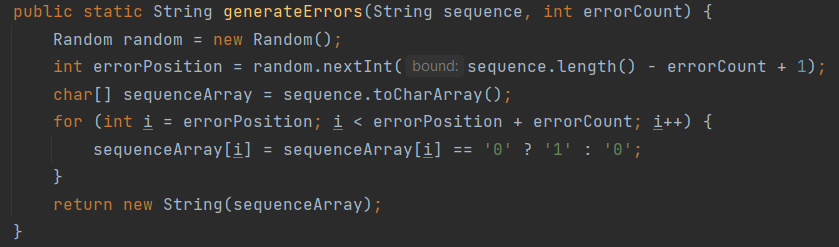 public static String generateErrors(String sequence, int errorCount) {
    Random random = new Random();
    int errorPosition = random.nextInt( bound: sequence.length() - errorCount + 1);
    char[] sequenceArray = sequence.toCharArray();
    for (int i = errorPosition; i < errorPosition + errorCount; i++) {
        sequenceArray[i] = sequenceArray[i] == '0' ? '1' : '0';
    }
    return new String(sequenceArray);
}